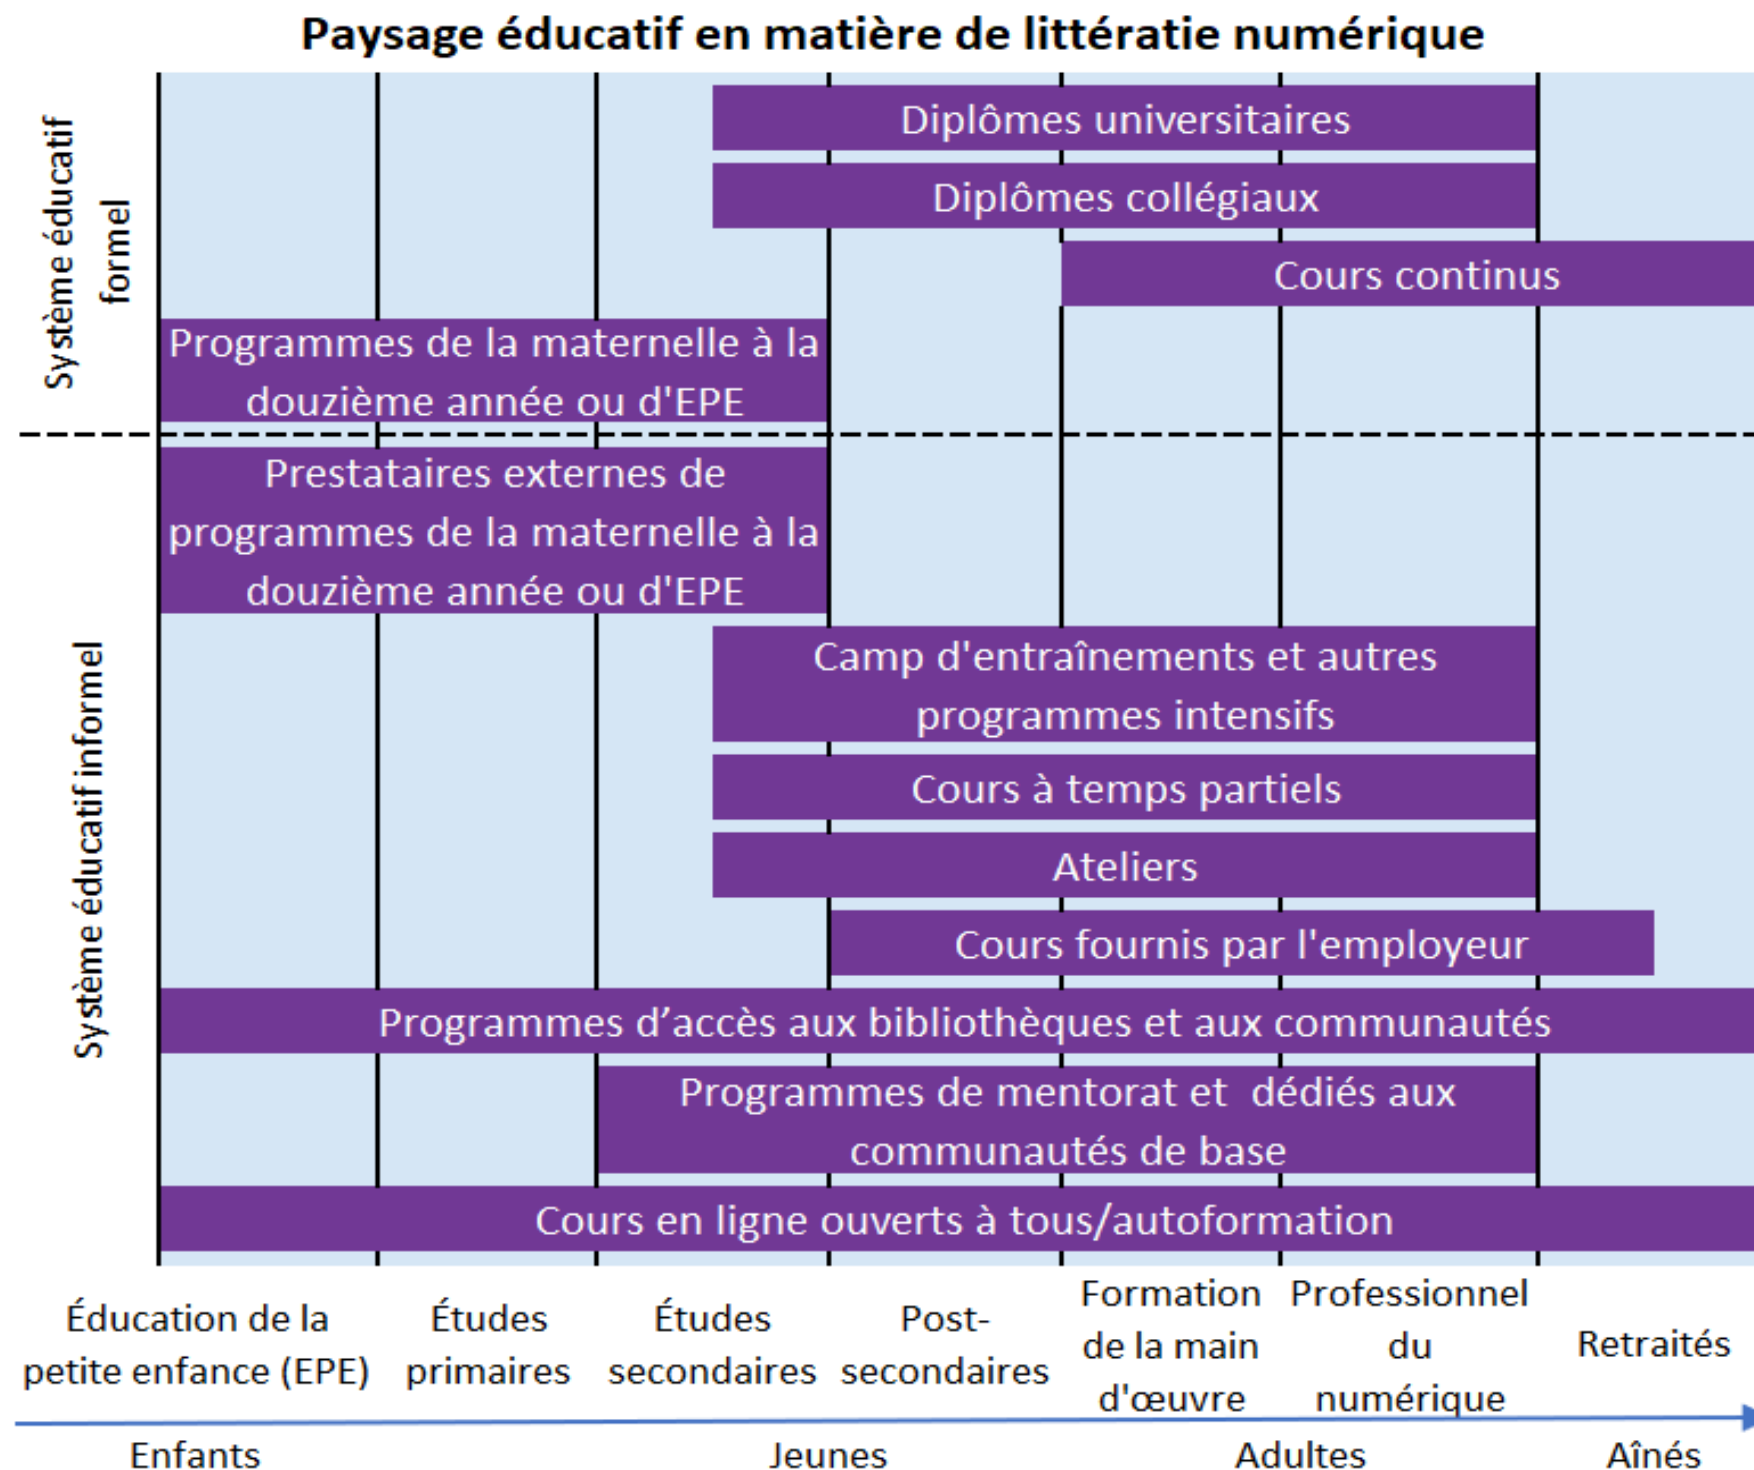 Paysage éducatif en matière de littératie numérique
Système éducatif
formel
Diplômes universitaires
Diplômes collégiaux
Cours continus
Programmes de la maternelle à la
douzième année ou d'EPE
Système éducatif informel
Prestataires externes de
programmes de la maternelle à la
douzième année ou d'EPE
Camp d'entraînements et autres
programmes intensifs
Cours à temps partiels
Ateliers
Cours fournis par l'employeur
Programmes d’accès aux bibliothèques et aux communautés
Programmes de mentorat et dédiés aux
communautés de base
Cours en ligne ouverts à tous/autoformation
Éducation de la
petite enfance (EPE)
Études
primaires
Études
secondaires
Post-
secondaires
Formation
de la main
d'œuvre
Professionnel
du
numérique
Retraités
Enfants
Jeunes
Adultes
Aînés